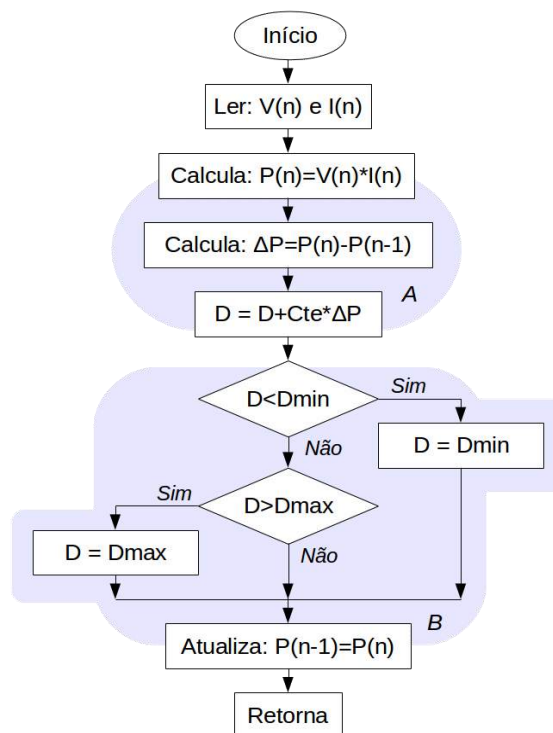 Início
Ler: V(n) e I(n)
Calcula: P(n)=V(n)*I(n)
Calcula: ΔP=P(n)-P(n-1)
A
D = D+Cte*ΔP
D<Dmin
Sim
D = Dmin
Não
Sim
D>Dmax
D = Dmax
Não
B
Atualiza: P(n-1)=P(n)
Retorna